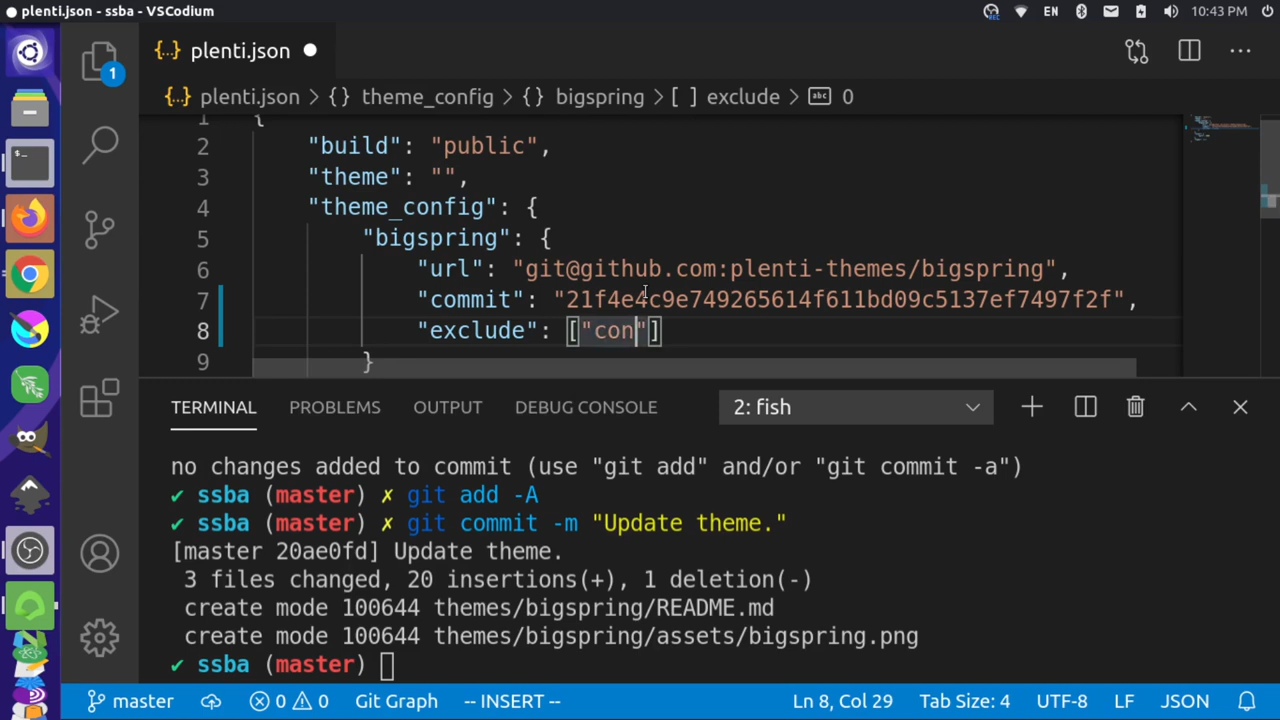 plenti.json - ssba - VSCodium
REC
EN
10:43 PM
1
{..} plenti.json
{..} plenti.json > {} theme_config > {} bigspring > [ ] exclude > abc 0
1 {
2 "build": "public",
3 "theme": "",
4 "theme_config": {
5 "bigspring": {
6 "url": "git@github.com:plenti-themes/bigspring",
7 "commit": "21f4e4c9e749265614f611bd09c5137ef7497f2f",
8 "exclude": ["con"]
9 }
TERMINAL PROBLEMS OUTPUT DEBUG CONSOLE 2: fish
no changes added to commit (use "git add" and/or "git commit -a")
✔ ssba (master) ✗ git add -A
✔ ssba (master) ✗ git commit -m "Update theme."
[master 20ae0fd] Update theme.
3 files changed, 20 insertions(+), 1 deletion(-)
create mode 100644 themes/bigspring/README.md
create mode 100644 themes/bigspring/assets/bigspring.png
✔ ssba (master)
master 0 0 Git Graph -- INSERT -- Ln 8, Col 29 Tab Size: 4 UTF-8 LF JSON